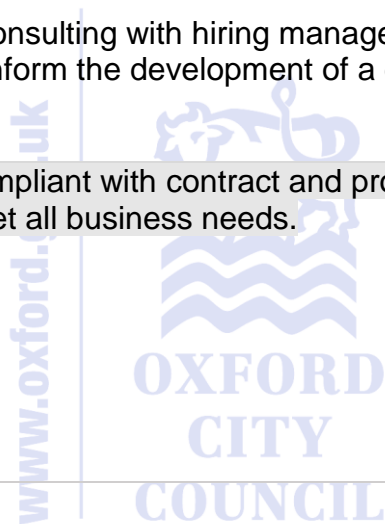 onsulting with hiring manage
nform the development of a
mpliant with contract and pro
et all business needs.
www.oxford.g
uk
OXFORD
CITY
COUNCIL